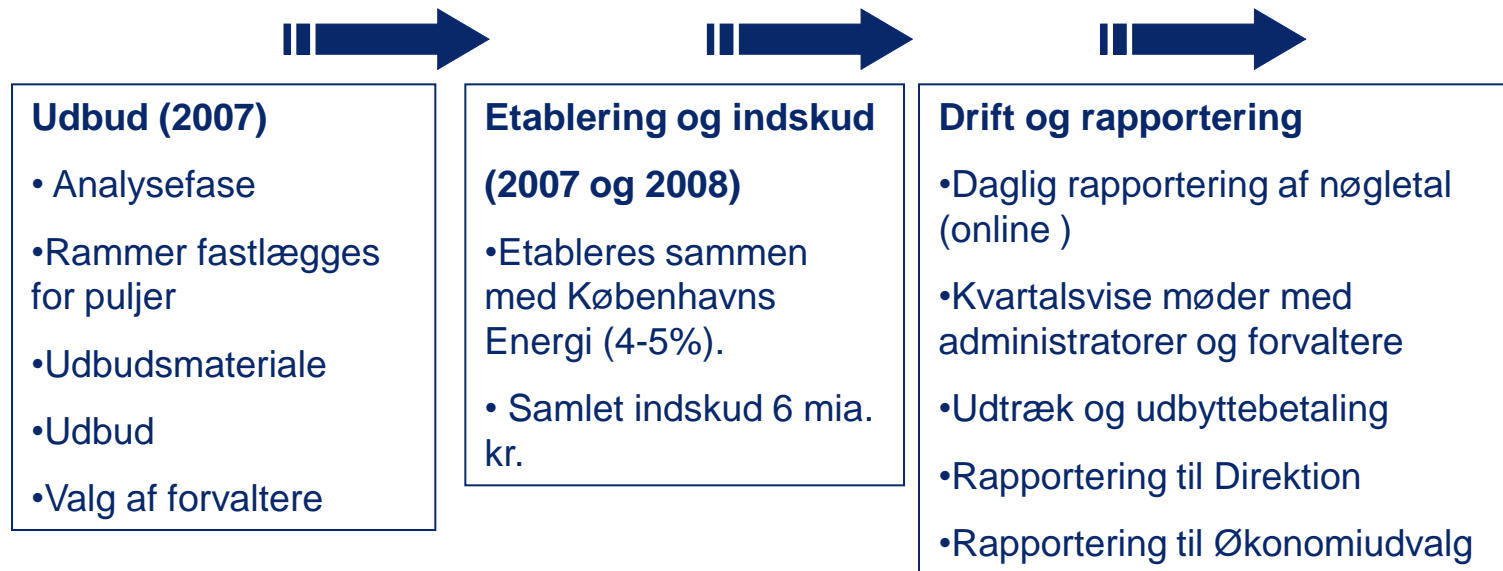 Udbud (2007)
• Analysefase
•Rammer fastlægges
for puljer
•Udbudsmateriale
•Udbud
•Valg af forvaltere
Etablering og indskud
(2007 og 2008)
•Etableres sammen
med Københavns
Energi (4-5%).
• Samlet indskud 6 mia.
kr.
Drift og rapportering
•Daglig rapportering af nøgletal
(online )
•Kvartalsvise møder med
administratorer og forvaltere
•Udtræk og udbyttebetaling
•Rapportering til Direktion
•Rapportering til Økonomiudvalg